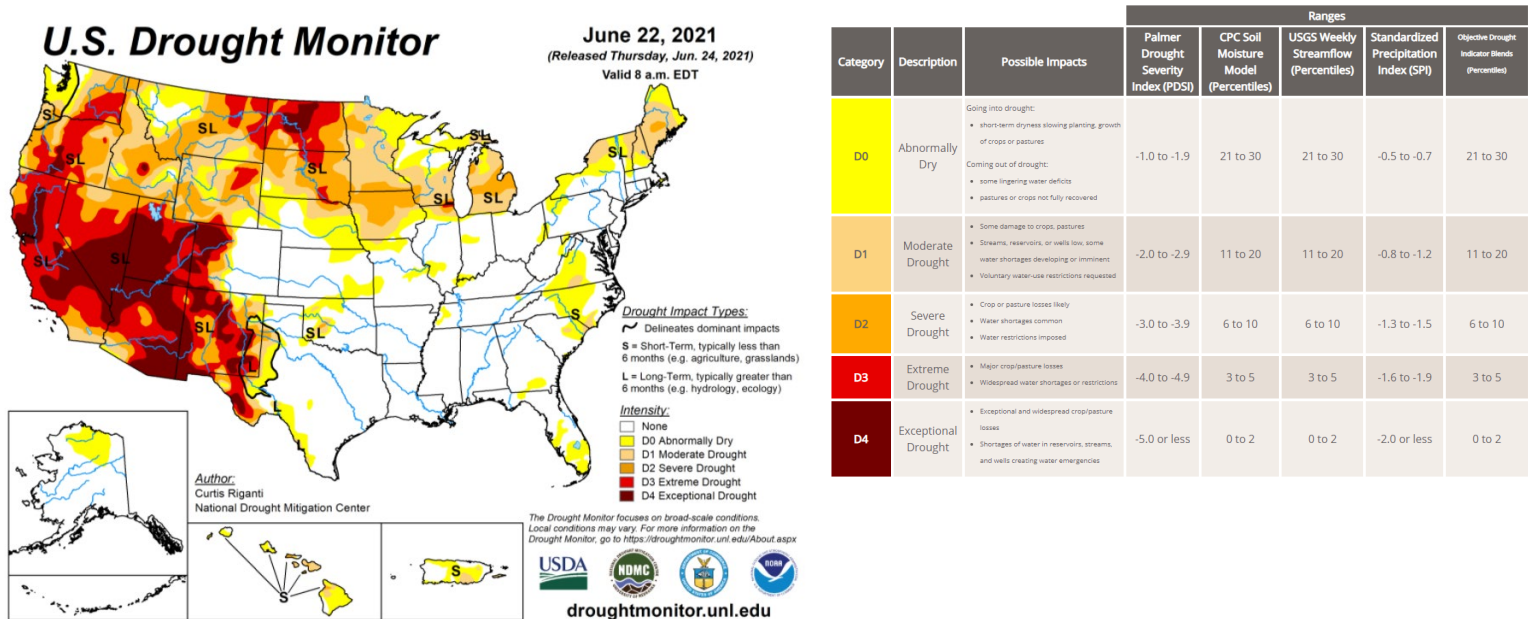 U.S. Drought Monitor
June 22, 2021
(Released Thursday, Jun. 24, 2021)
Valid 8 a.m. EDT
S
SL
SL
SL
SL
SL
SL
SL
SL
SL
SL
SL
SL
S
L
L
Drought Impact Types:
Delineates dominant impacts
S = Short-Term, typically less than
6 months (e.g. agriculture, grasslands)
L = Long-Term, typically greater than
6 months (e.g. hydrology, ecology)
Intensity:
None
D0 Abnormally Dry
D1 Moderate Drought
D2 Severe Drought
D3 Extreme Drought
D4 Exceptional Drought
Author:
Curtis Riganti
National Drought Mitigation Center
S
S
The Drought Monitor focuses on broad-scale conditions.
Local conditions may vary. For more information on the
Drought Monitor, go to https://droughtmonitor.unl.edu/About.aspx
USDA
NDMC
NOAA
droughtmonitor.unl.edu
Ranges
Category
Description
Possible Impacts
Palmer
Drought
Severity
Index (PDSI)
CPC Soil
Moisture
Model
(Percentiles)
USGS Weekly
Streamflow
(Percentiles)
Standardized
Precipitation
Index (SPI)
Objective Drought
Indicator Blends
(Percentiles)
D0
Abnormally
Dry
Going into drought:
• short-term dryness slowing planting, growth
of crops or pastures
Coming out of drought:
• some lingering water deficits
• pastures or crops not fully recovered
-1.0 to -1.9
21 to 30
21 to 30
-0.5 to -0.7
21 to 30
D1
Moderate
Drought
• Some damage to crops, pastures
• Streams, reservoirs, or wells low, some
water shortages developing or imminent
• Voluntary water-use restrictions requested
-2.0 to -2.9
11 to 20
11 to 20
-0.8 to -1.2
11 to 20
D2
Severe
Drought
• Crop or pasture losses likely
• Water shortages common
• Water restrictions imposed
-3.0 to -3.9
6 to 10
6 to 10
-1.3 to -1.5
6 to 10
D3
Extreme
Drought
• Major crop/pasture losses
• Widespread water shortages or restrictions
-4.0 to -4.9
3 to 5
3 to 5
-1.6 to -1.9
3 to 5
D4
Exceptional
Drought
• Exceptional and widespread crop/pasture
losses
• Shortages of water in reservoirs, streams,
and wells creating water emergencies
-5.0 or less
0 to 2
0 to 2
-2.0 or less
0 to 2